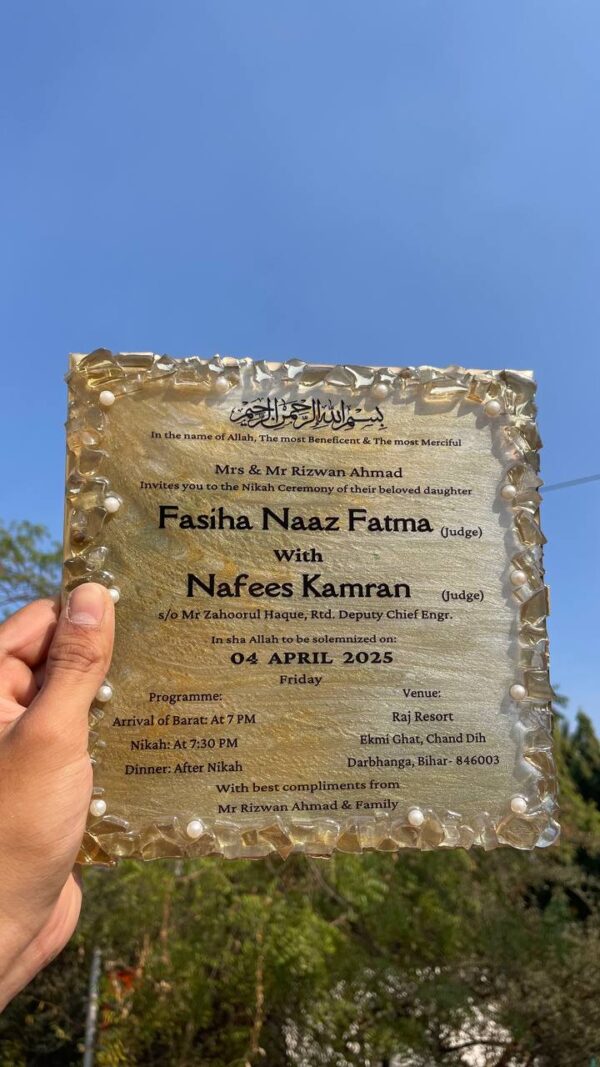 بسم الله الرحمن الرحيم
In the name of Allah, The most Beneficent & The most Merciful
Mrs & Mr Rizwan Ahmad
Invites you to the Nikah Ceremony of their beloved daughter
Fasiha Naaz Fatma (Judge)
With
Nafees Kamran (Judge)
s/o Mr Zahoorul Haque, Rtd. Deputy Chief Engr.
In sha Allah to be solemnized on:
04 APRIL 2025
Friday
Programme:
Arrival of Barat: At 7 PM
Nikah: At 7:30 PM
Dinner: After Nikah
Venue:
Raj Resort
Ekmi Ghat, Chand Dih
Darbhanga, Bihar- 846003
With best compliments from
Mr Rizwan Ahmad & Family